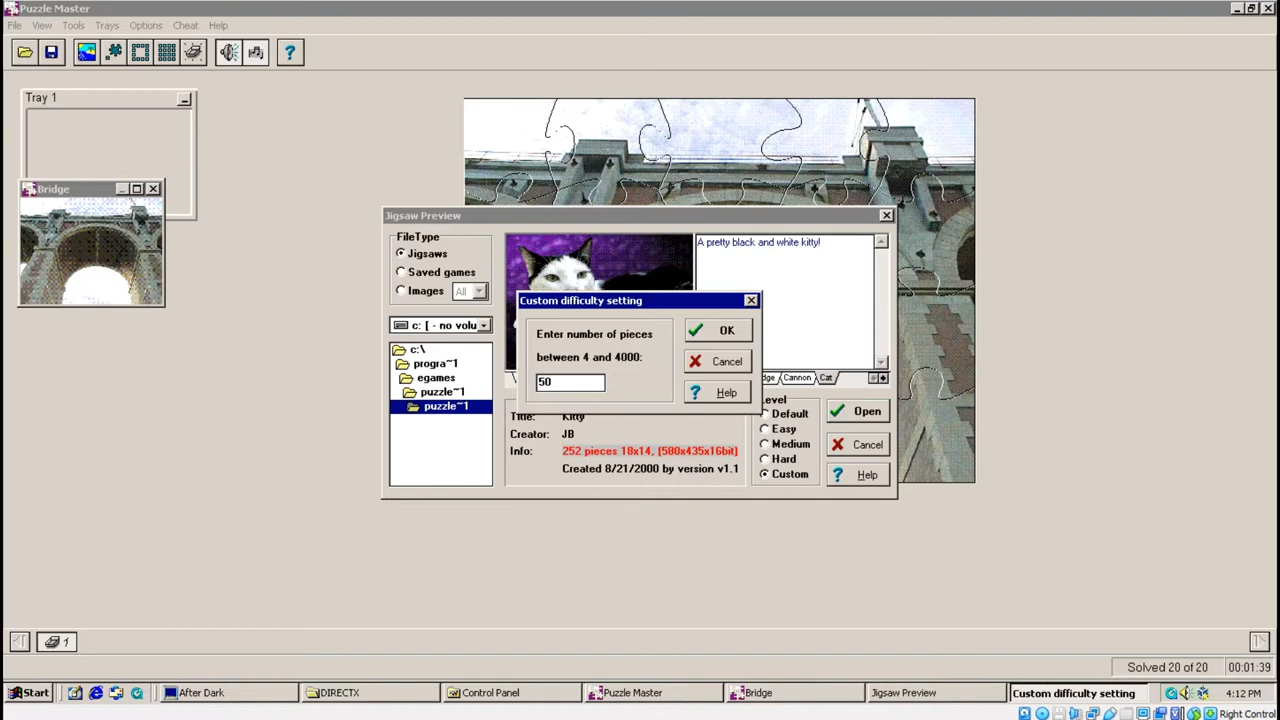 Puzzle Master
File View Tools Trays Options Cheat Help
Tray 1
Bridge
Jigsaw Preview
FileType
Jigsaws
Saved games
Images All
c: [ - no volu
c:\
progra~1
egames
puzzle~1
puzzle~1
A pretty black and white kitty!
Custom difficulty setting
Enter number of pieces
between 4 and 4000:
50
OK
Cancel
Help
Cannon Cat
Title: Kitty
Creator: JB
Info: 252 pieces 18x14, (580x435x16bit)
Created 8/21/2000 by version v1.1
Level
Default
Easy
Medium
Hard
Custom
Open
Cancel
Help
1
Solved 20 of 20 00:01:39
Start After Dark DIRECTX Control Panel Puzzle Master Bridge Jigsaw Preview Custom difficulty setting 4:12 PM
Right Control